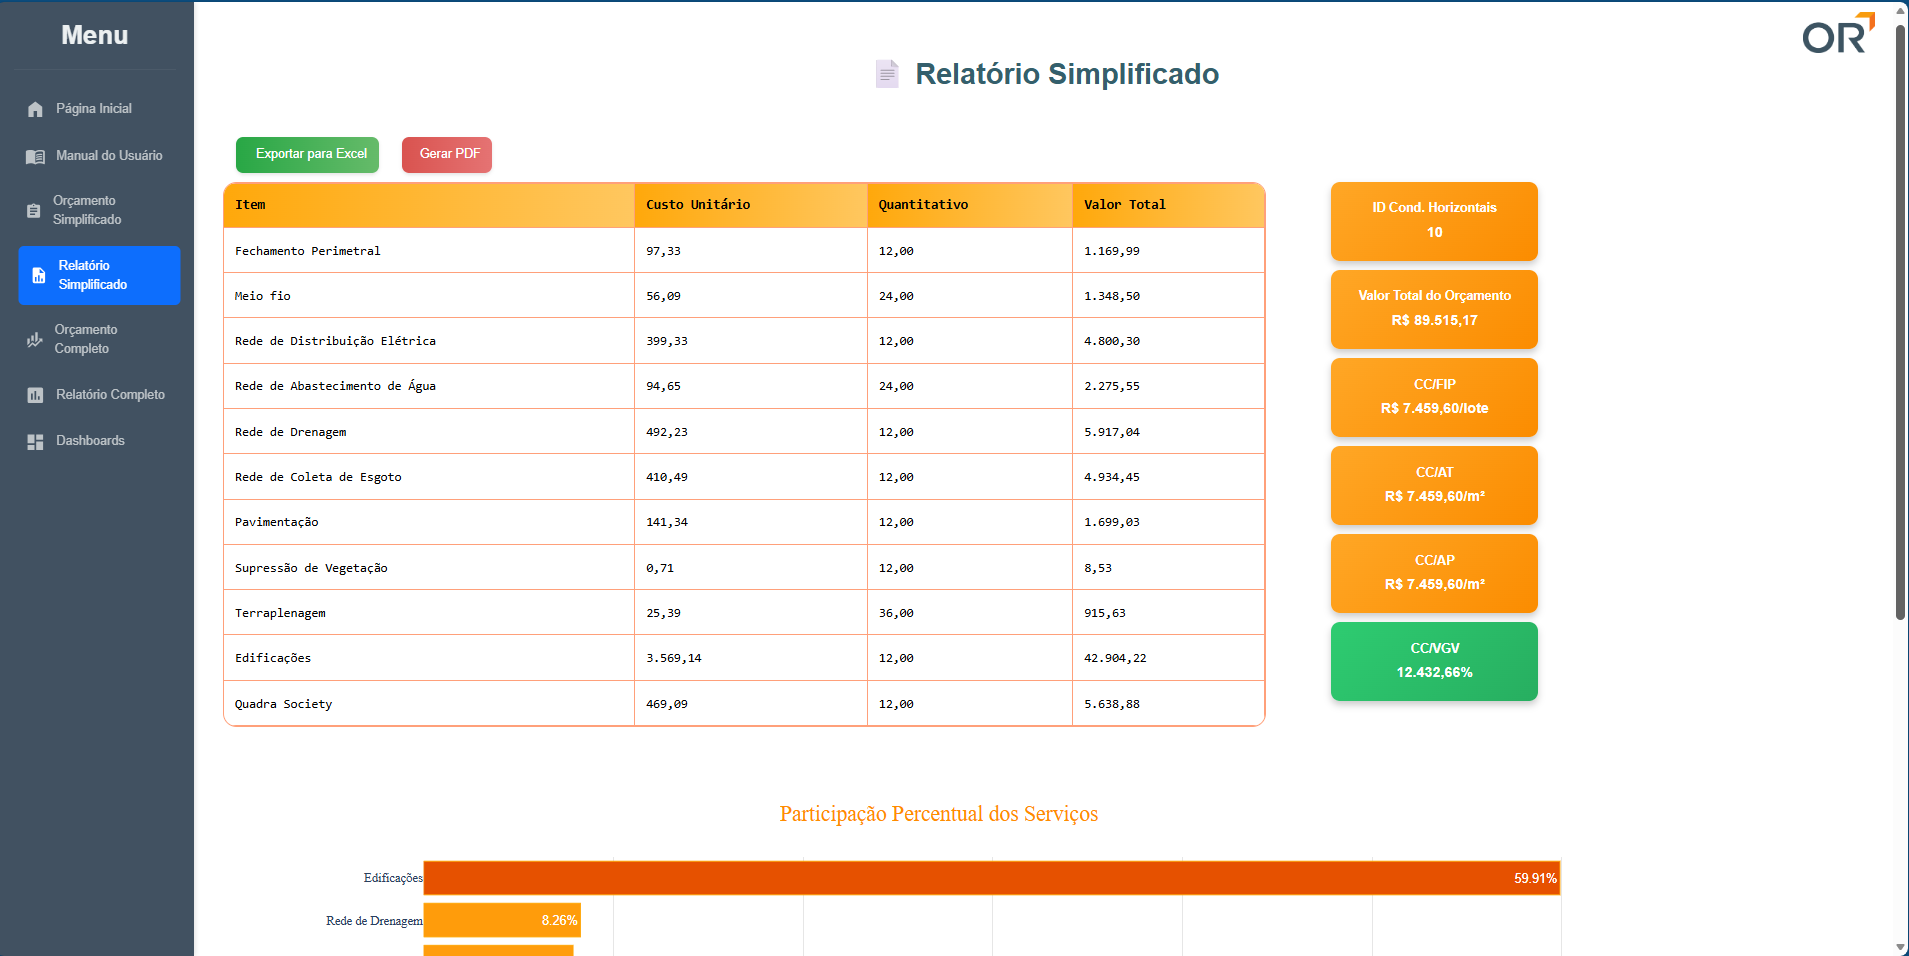 Menu
Página Inicial
Manual do Usuário
Orçamento
Simplificado
Relatório
Simplificado
Orçamento
Completo
Relatório Completo
Dashboards
OR
Relatório Simplificado
Exportar para Excel Gerar PDF
Item Custo Unitário Quantitativo Valor Total
Fechamento Perimetral 97,33 12,00 1.169,99
Meio fio 56,09 24,00 1.348,50
Rede de Distribuição Elétrica 399,33 12,00 4.800,30
Rede de Abastecimento de Água 94,65 24,00 2.275,55
Rede de Drenagem 492,23 12,00 5.917,04
Rede de Coleta de Esgoto 410,49 12,00 4.934,45
Pavimentação 141,34 12,00 1.699,03
Supressão de Vegetação 0,71 12,00 8,53
Terraplenagem 25,39 36,00 915,63
Edificações 3.569,14 12,00 42.904,22
Quadra Society 469,09 12,00 5.638,88
ID Cond. Horizontais
10
Valor Total do Orçamento
R$ 89.515,17
CC/FIP
R$ 7.459,60/lote
CC/AT
R$ 7.459,60/m²
CC/AP
R$ 7.459,60/m²
CC/VGV
12.432,66%
Participação Percentual dos Serviços
Edificações 59.91%
Rede de Drenagem 8.26%